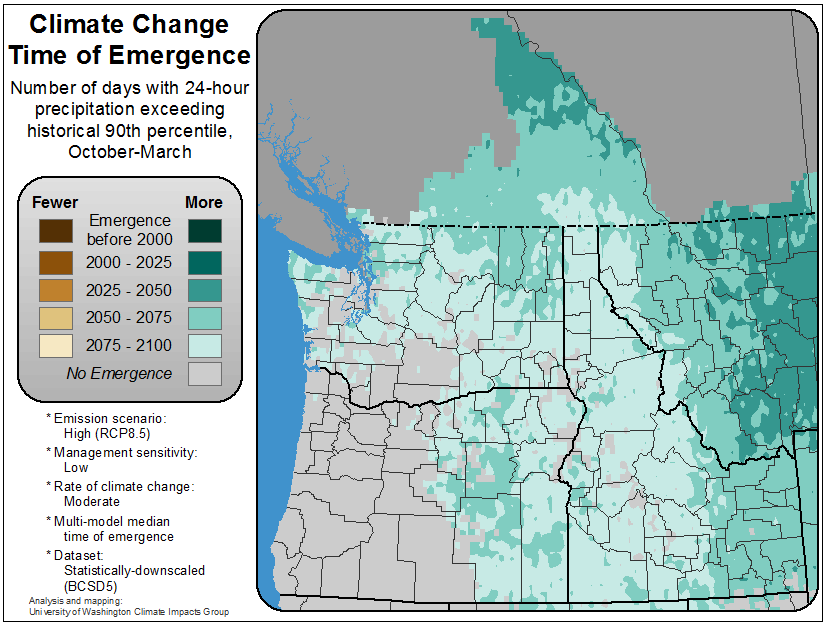 Climate Change
Time of Emergence
Number of days with 24-hour
precipitation exceeding
historical 90th percentile,
October-March
Fewer More
Emergence
before 2000
2000 - 2025
2025 - 2050
2050 - 2075
2075 - 2100
No Emergence
* Emission scenario:
High (RCP8.5)
* Management sensitivity:
Low
* Rate of climate change:
Moderate
* Multi-model median
time of emergence
* Dataset:
Statistically-downscaled
(BCSD5)
Analysis and mapping:
University of Washington Climate Impacts Group